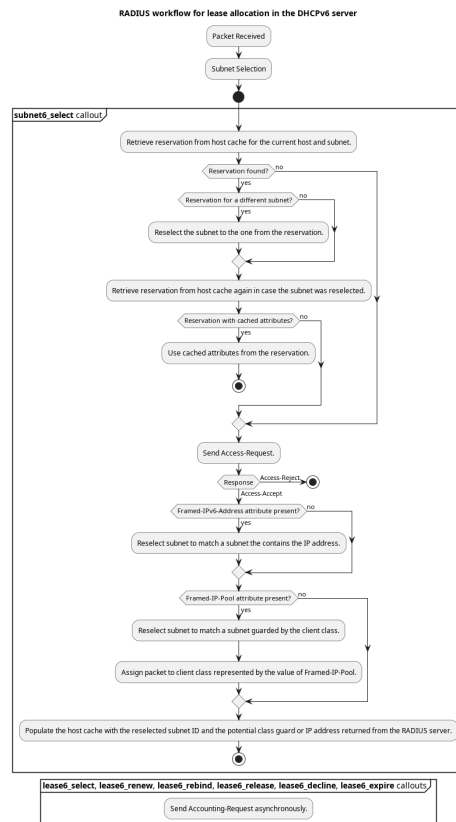 RADIUS workflow for lease allocation in the DHCPv6 server
Packet Received
Subnet Selection
subnet6_select callout
Retrieve reservation from host cache for the current host and subnet.
Reservation found?
no
yes
Reservation for a different subnet?
no
yes
Reselect the subnet to the one from the reservation.
Retrieve reservation from host cache again in case the subnet was reselected.
Reservation with cached attributes?
no
yes
Use cached attributes from the reservation.
Send Access-Request.
Response
Access-Reject
Access-Accept
Framed-IPv6-Address attribute present?
no
yes
Reselect subnet to match a subnet the contains the IP address.
Framed-IP-Pool attribute present?
no
yes
Reselect subnet to match a subnet guarded by the client class.
Assign packet to client class represented by the value of Framed-IP-Pool.
Populate the host cache with the reselected subnet ID and the potential class guard or IP address returned from the RADIUS server.
lease6_select, lease6_renew, lease6_rebind, lease6_release, lease6_decline, lease6_expire callouts
Send Accounting-Request asynchronously.